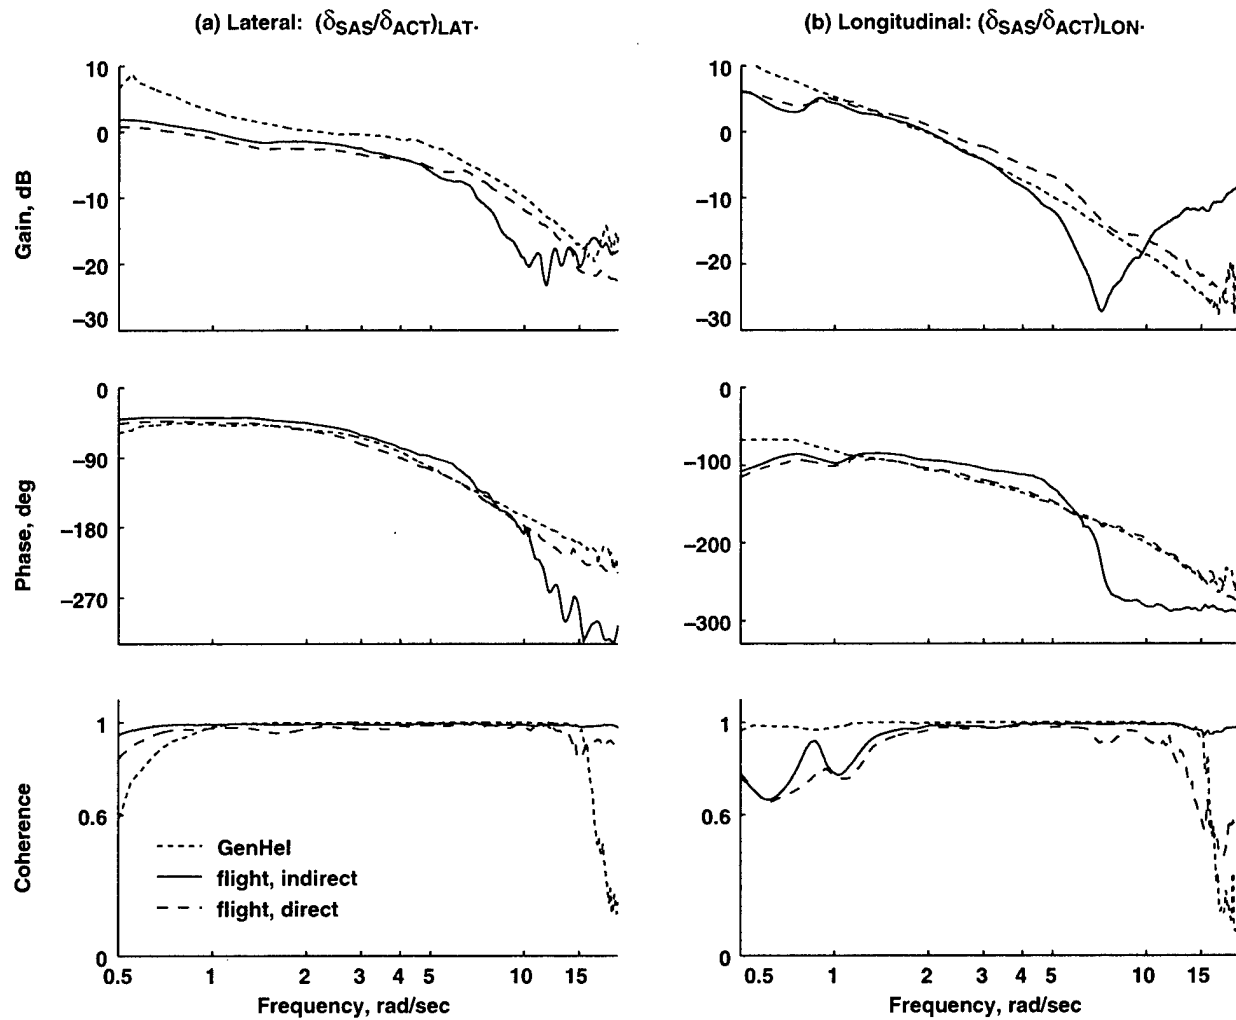 (a) Lateral: (δSAS/δACT)LAT.
(b) Longitudinal: (δSAS/δACT)LON.
Gain, dB
10
0
−10
−20
−30
10
0
−10
−20
−30
Phase, deg
0
−90
−180
−270
0
−100
−200
−300
Coherence
1
0.6
0
GenHel
flight, indirect
flight, direct
1
0.6
0
0.5 1 2 3 4 5 10 15
Frequency, rad/sec
0.5 1 2 3 4 5 10 15
Frequency, rad/sec